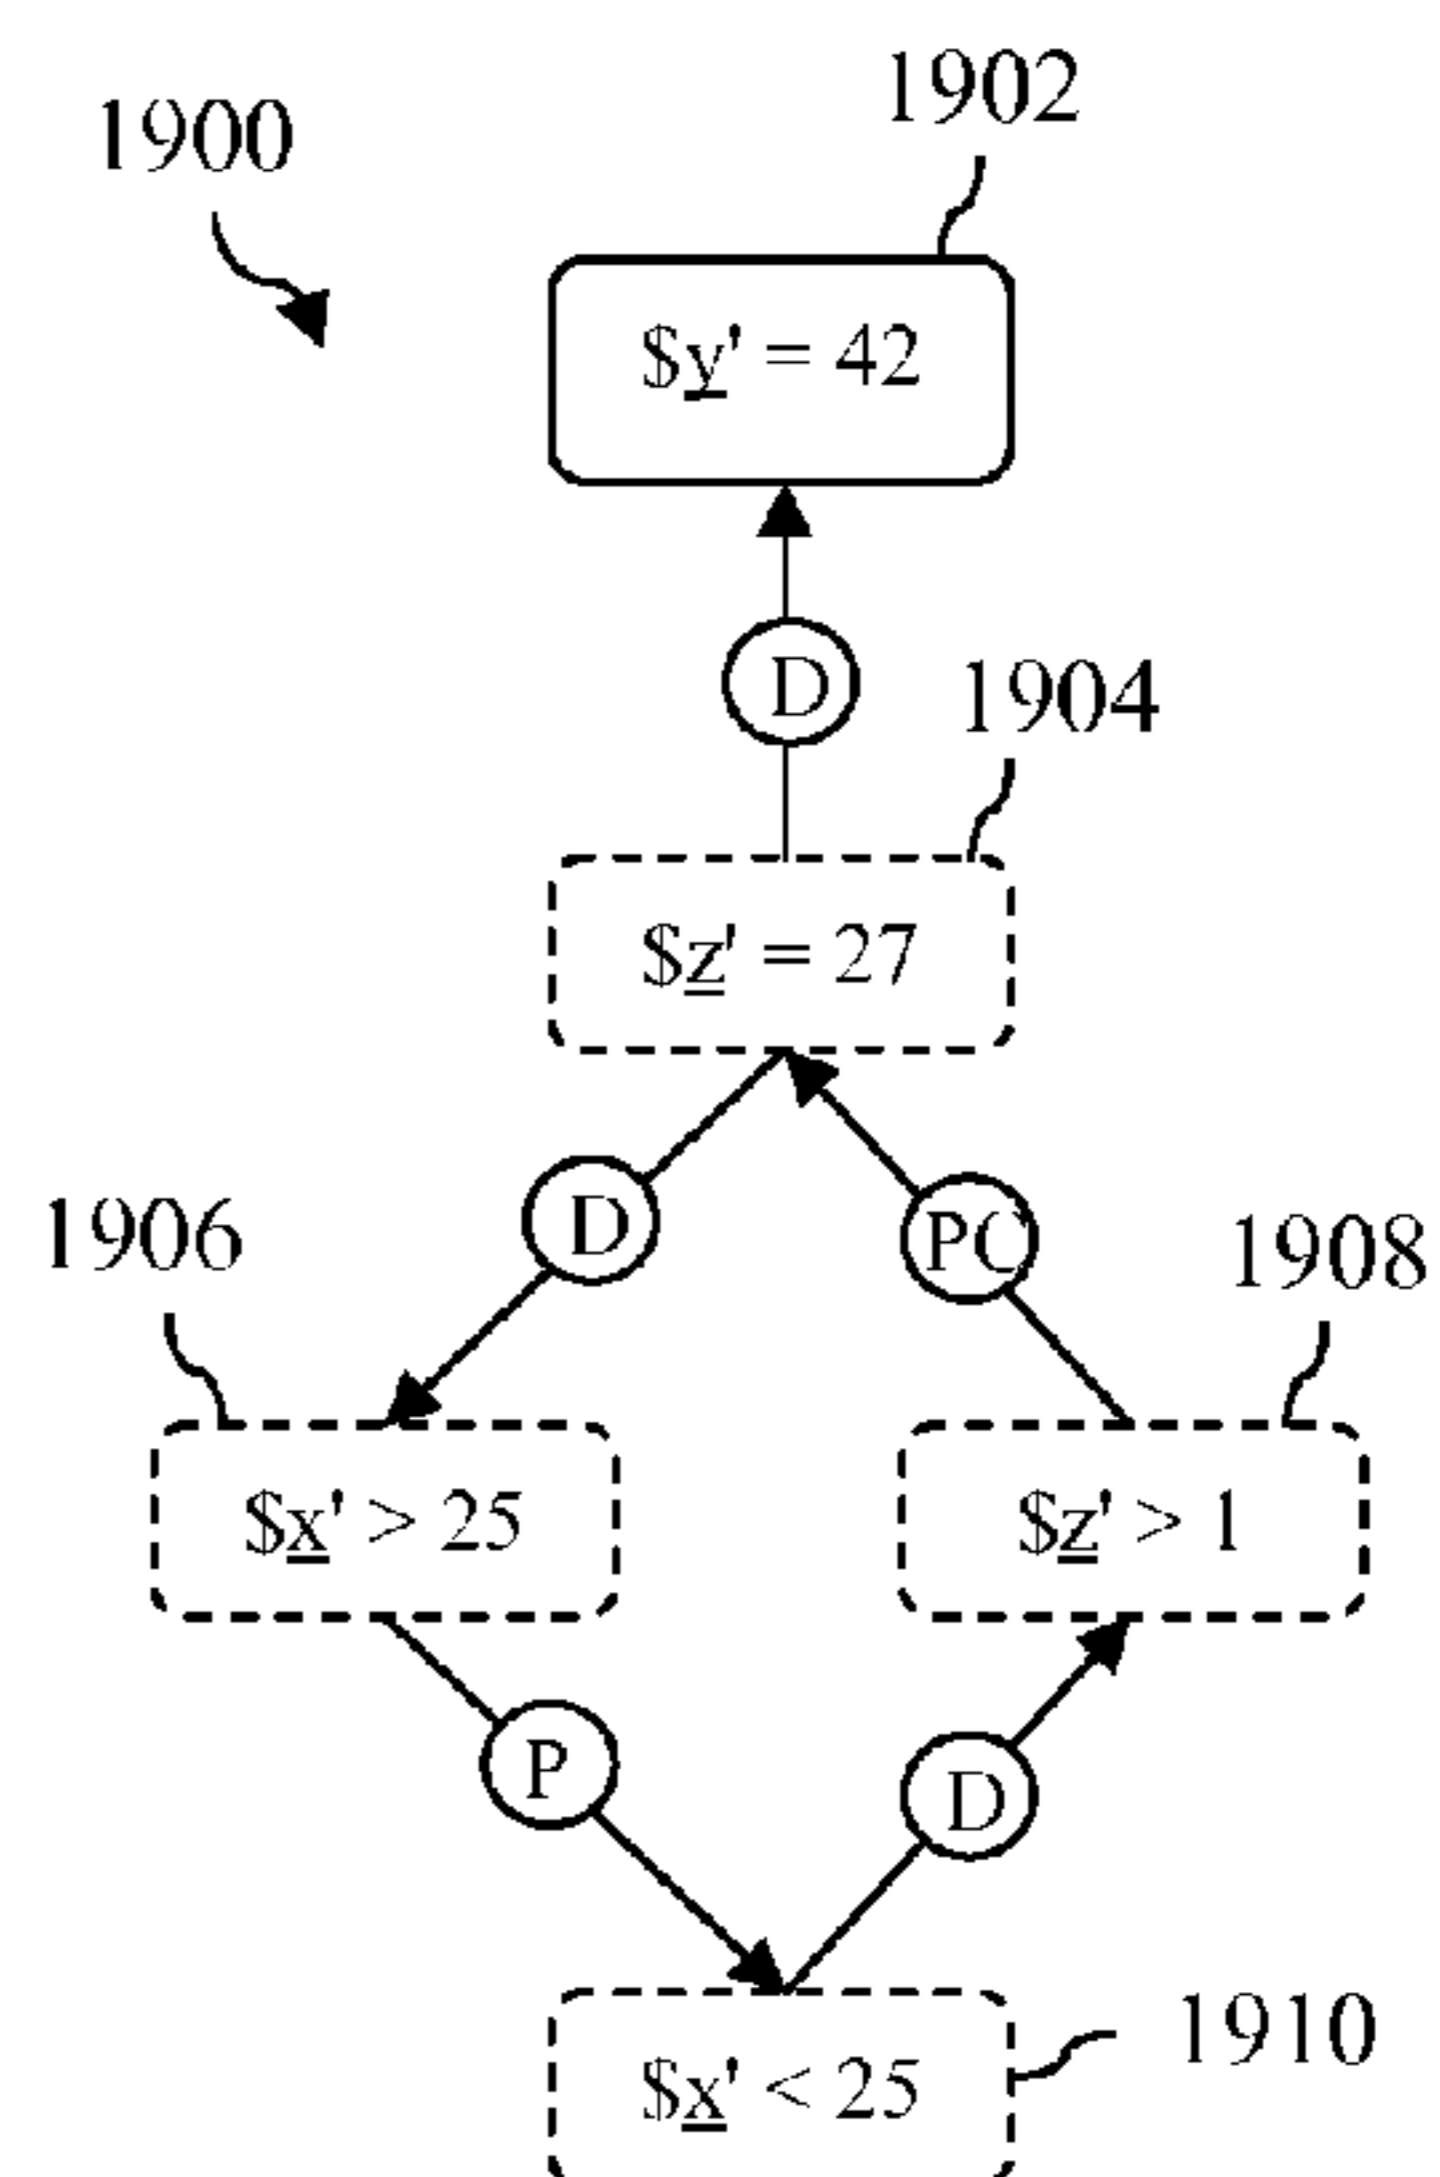 1902
1900
$y' = 42
D
1904
$z' = 27
D
PC
1906
1908
$x' > 25
$z' > 1
P
D
1910
$x' < 25